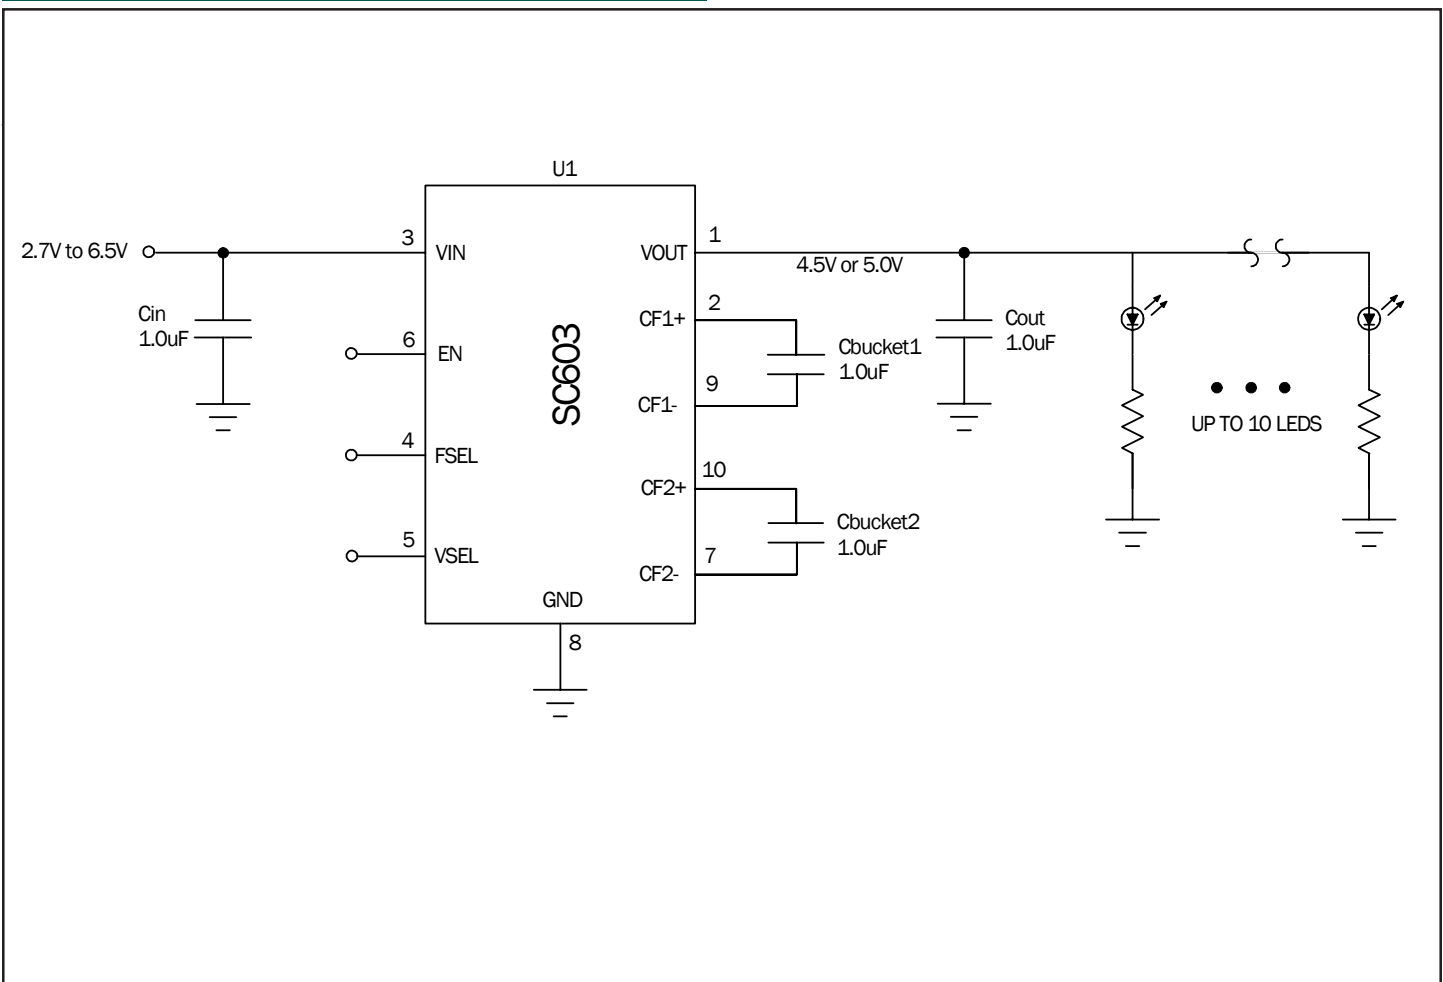 U1
2.7V to 6.5V
3
VIN
VOUT
1
4.5V or 5.0V
Cin
1.0uF
6
EN
4
FSEL
5
VSEL
SC603
CF1+
2
Cbucket1
1.0uF
9
CF1-
CF2+
10
Cbucket2
1.0uF
7
CF2-
GND
8
Cout
1.0uF
UP TO 10 LEDS